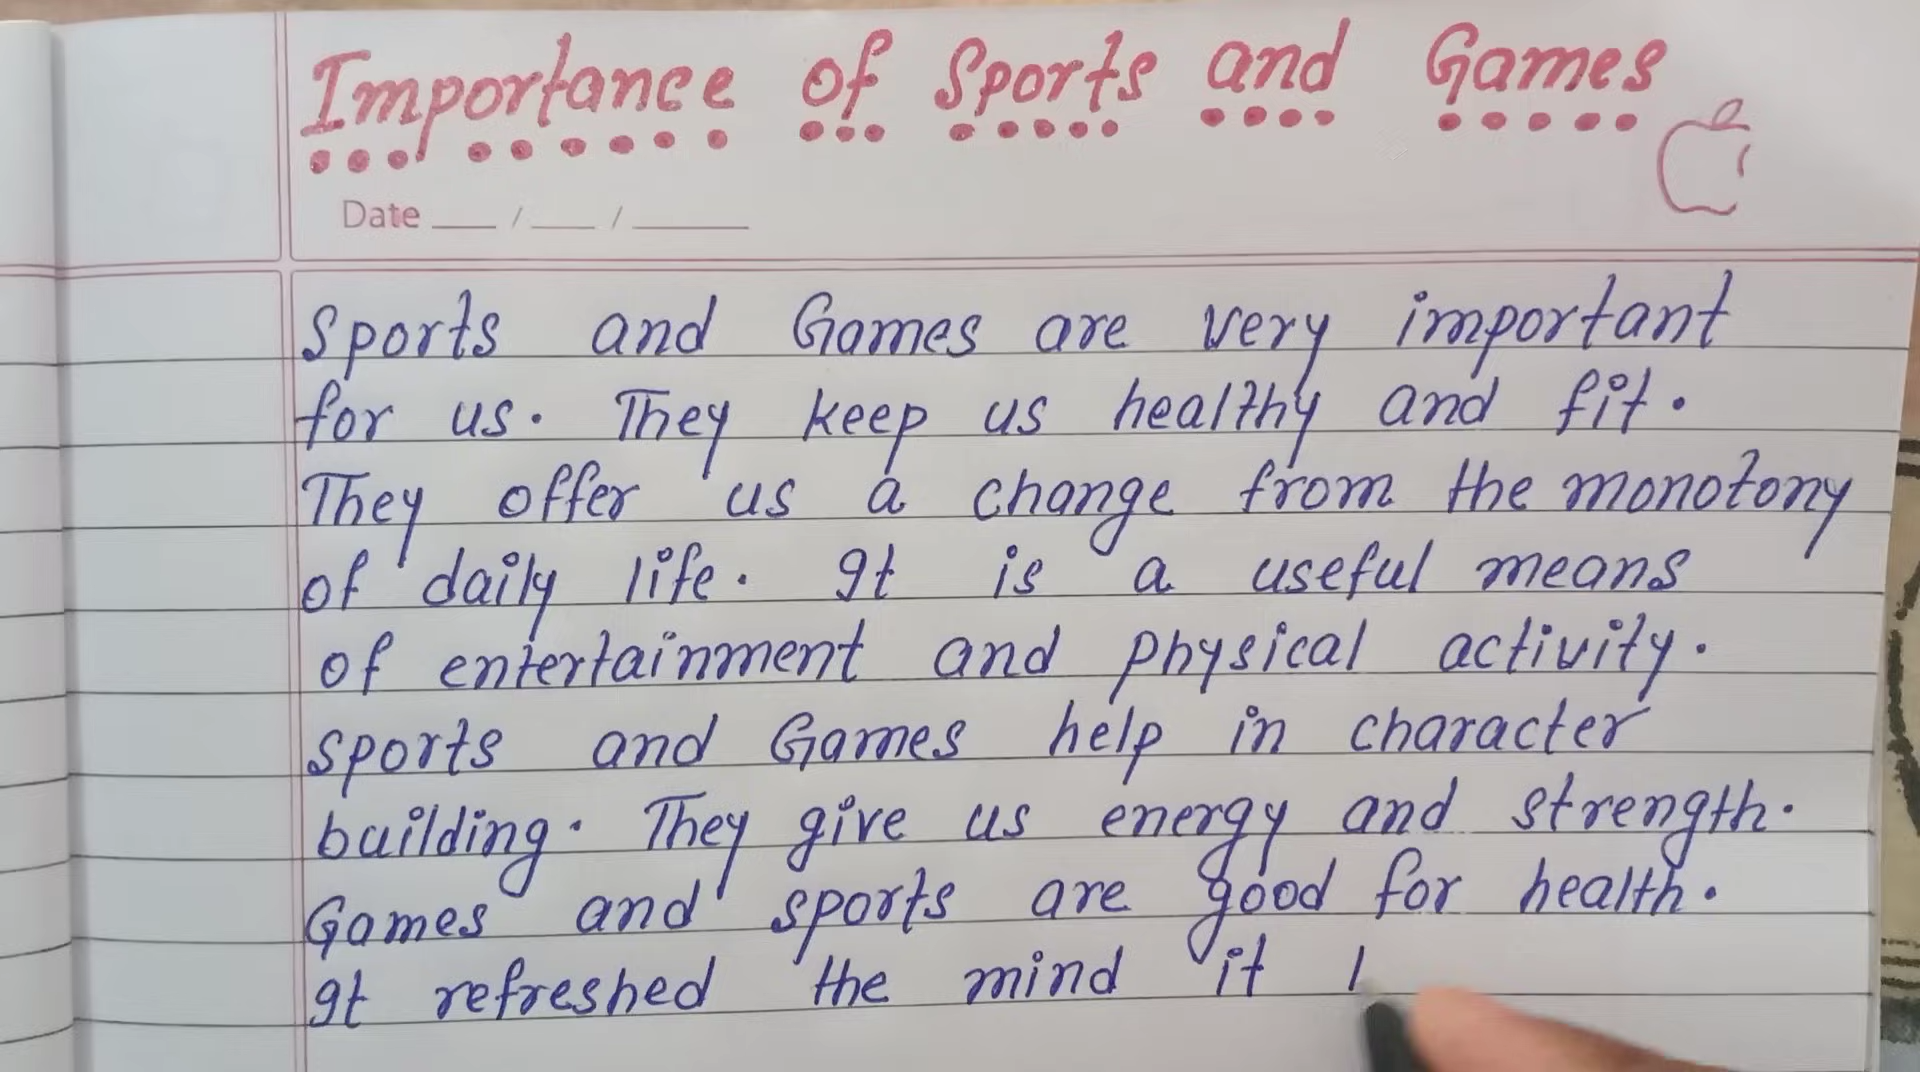 Importance of Sports and Games
Date ___ / ___ / _____
Sports and Games are very important
for us. They keep us healthy and fit.
They offer us a change from the monotony
of daily life. It is a useful means
of entertainment and physical activity.
Sports and Games help in character
building. They give us energy and strength.
Games and sports are good for health.
It refreshed the mind it